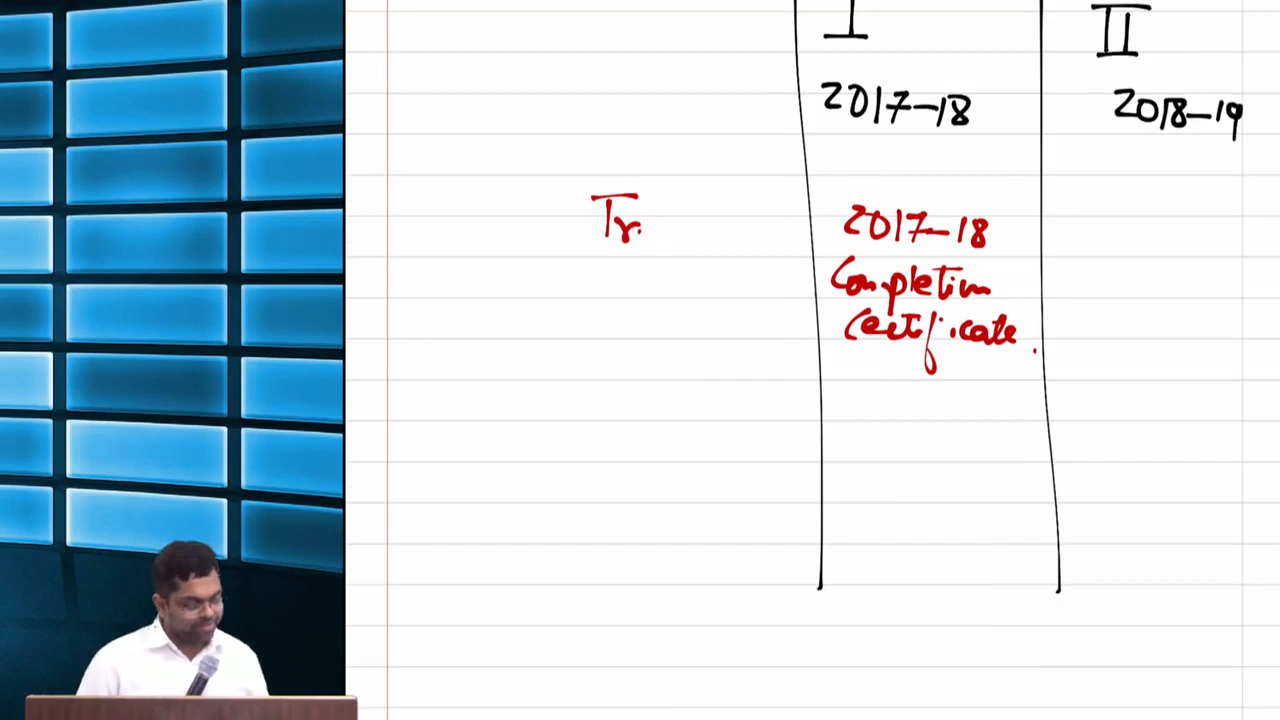 I II
2017-18 2018-19
Tr. 2017-18
Completion
Certificate.